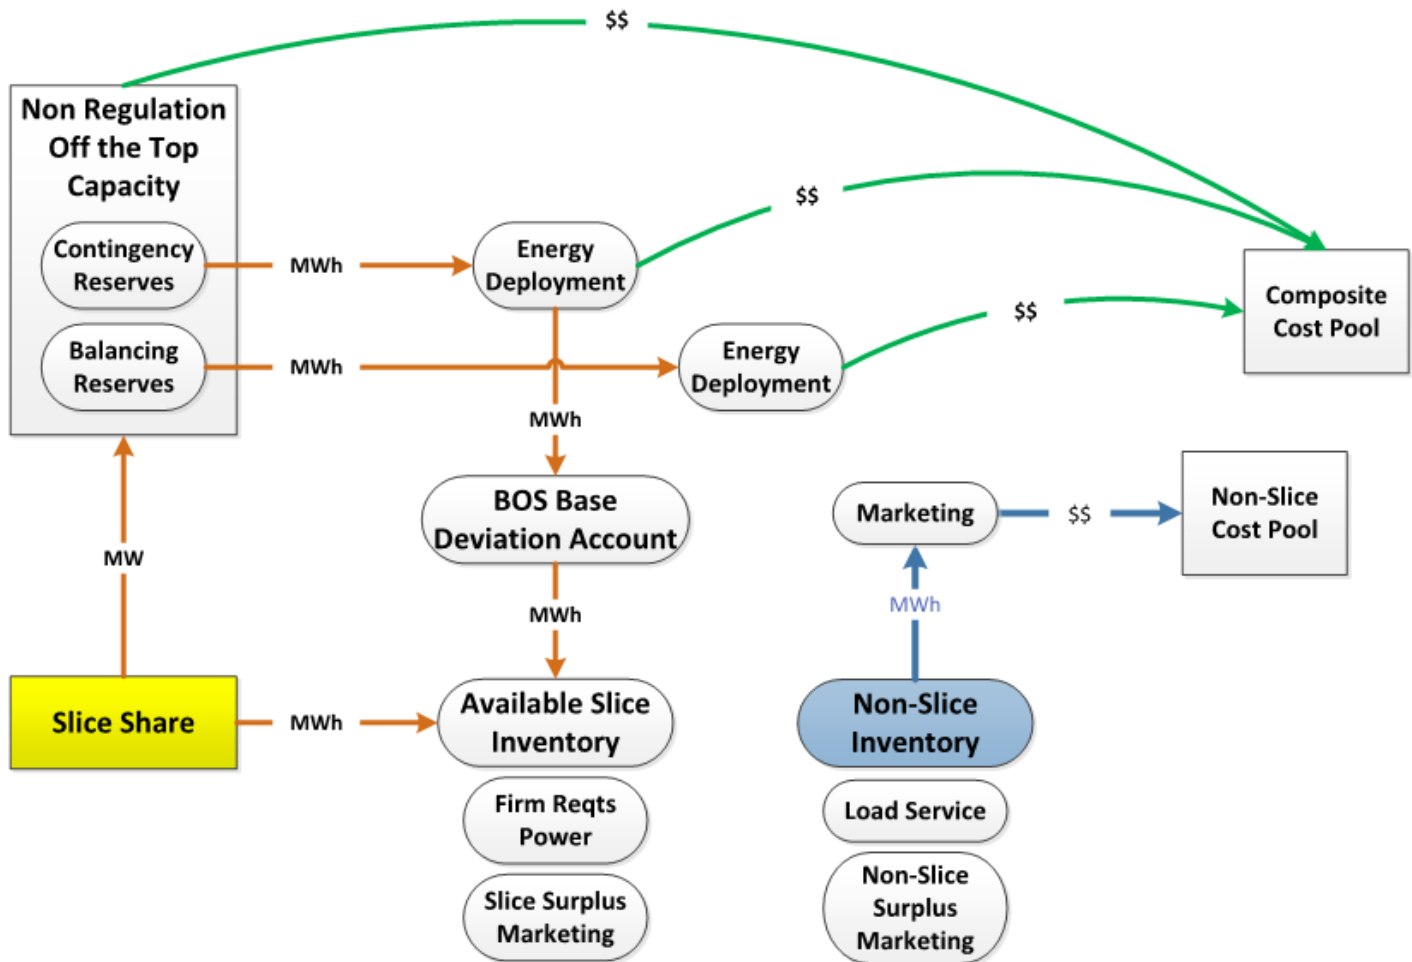 $$
Non Regulation
Off the Top
Capacity
$$
Contingency
Reserves
MWh
Energy
Deployment
Composite
Cost Pool
$$
Balancing
Reserves
MWh
Energy
Deployment
MWh
BOS Base
Deviation Account
Marketing
$$
Non-Slice
Cost Pool
MW
MWh
MWh
Slice Share
MWh
Available Slice
Inventory
Non-Slice
Inventory
Firm Reqts
Power
Load Service
Slice Surplus
Marketing
Non-Slice
Surplus
Marketing